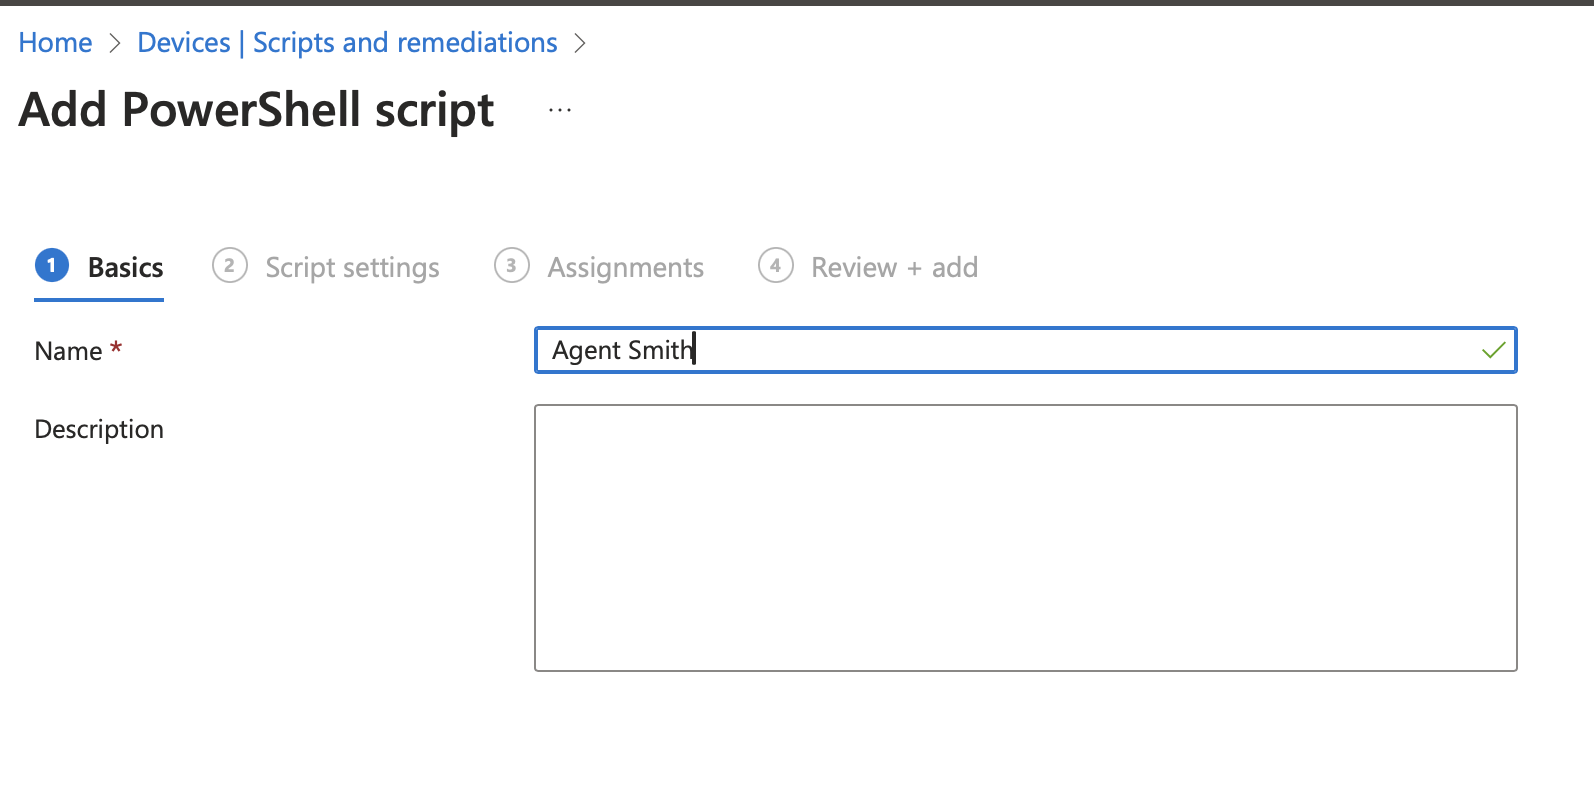 Home > Devices | Scripts and remediations >
Add PowerShell script ...
1 Basics 2 Script settings 3 Assignments 4 Review + add
Name * Agent Smith
Description